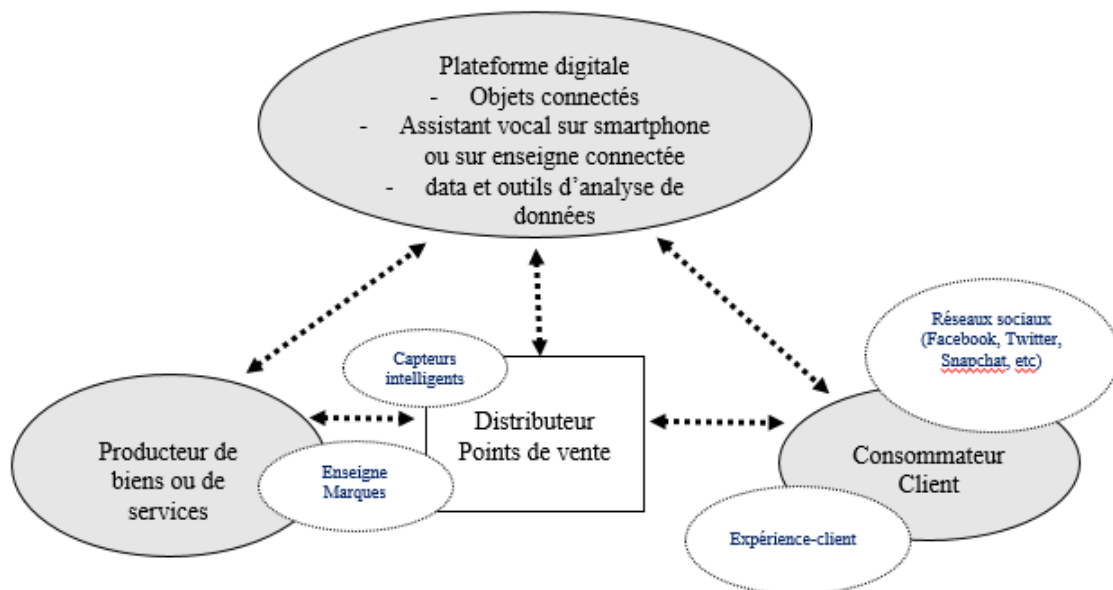 Plateforme digitale
- Objets connectés
- Assistant vocal sur smartphone
ou sur enseigne connectée
- data et outils d’analyse de
données
Réseaux sociaux
(Facebook, Twitter,
Snapchat, etc)
Capteurs
intelligents
Distributeur
Points de vente
Producteur de
biens ou de
services
Enseigne
Marques
Consommateur
Client
Expérience-client